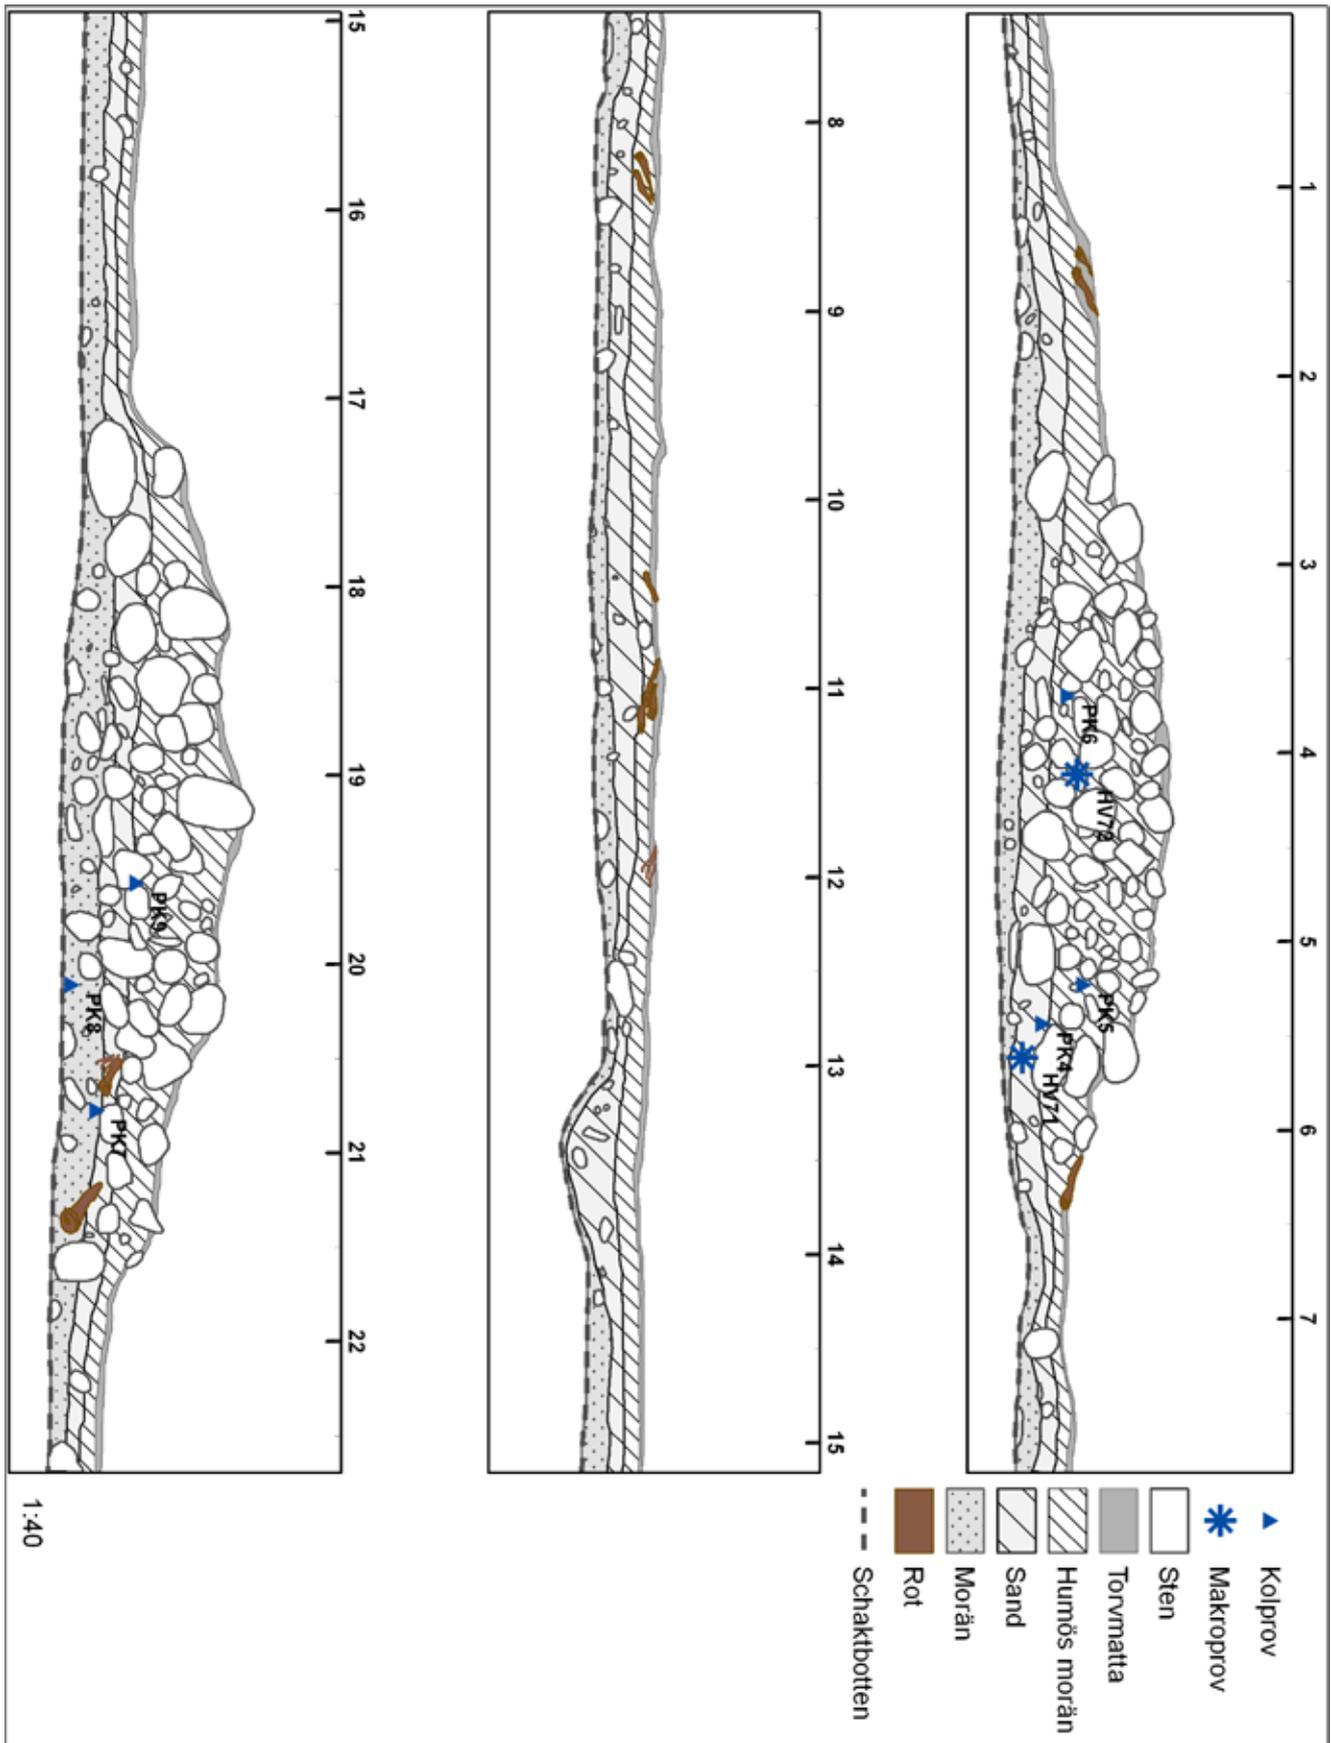 1
2
3
4
5
6
7
PK6
HV72
PK5
PK4
HV71
8
9
10
11
12
13
14
15
15
16
17
18
19
20
21
22
PK9
PK8
PK7
Kolprov
Makroprov
Sten
Torvmatta
Humös morän
Sand
Morän
Rot
Schaktbotten
1:40